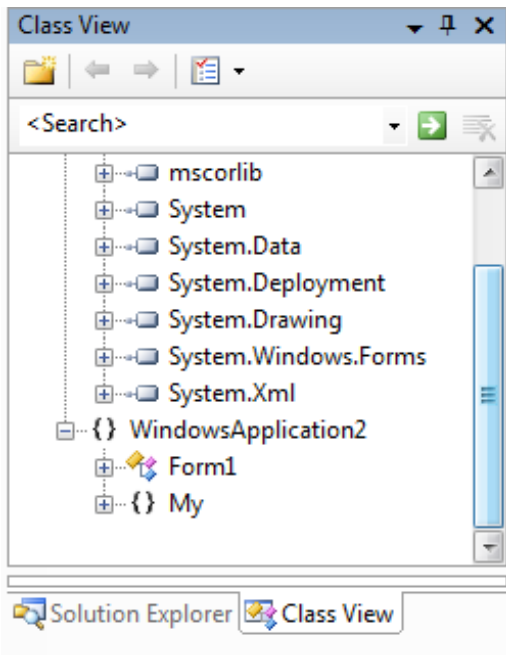 Class View
<Search>
mscorlib
System
System.Data
System.Deployment
System.Drawing
System.Windows.Forms
System.Xml
{} WindowsApplication2
Form1
{} My
Solution Explorer Class View